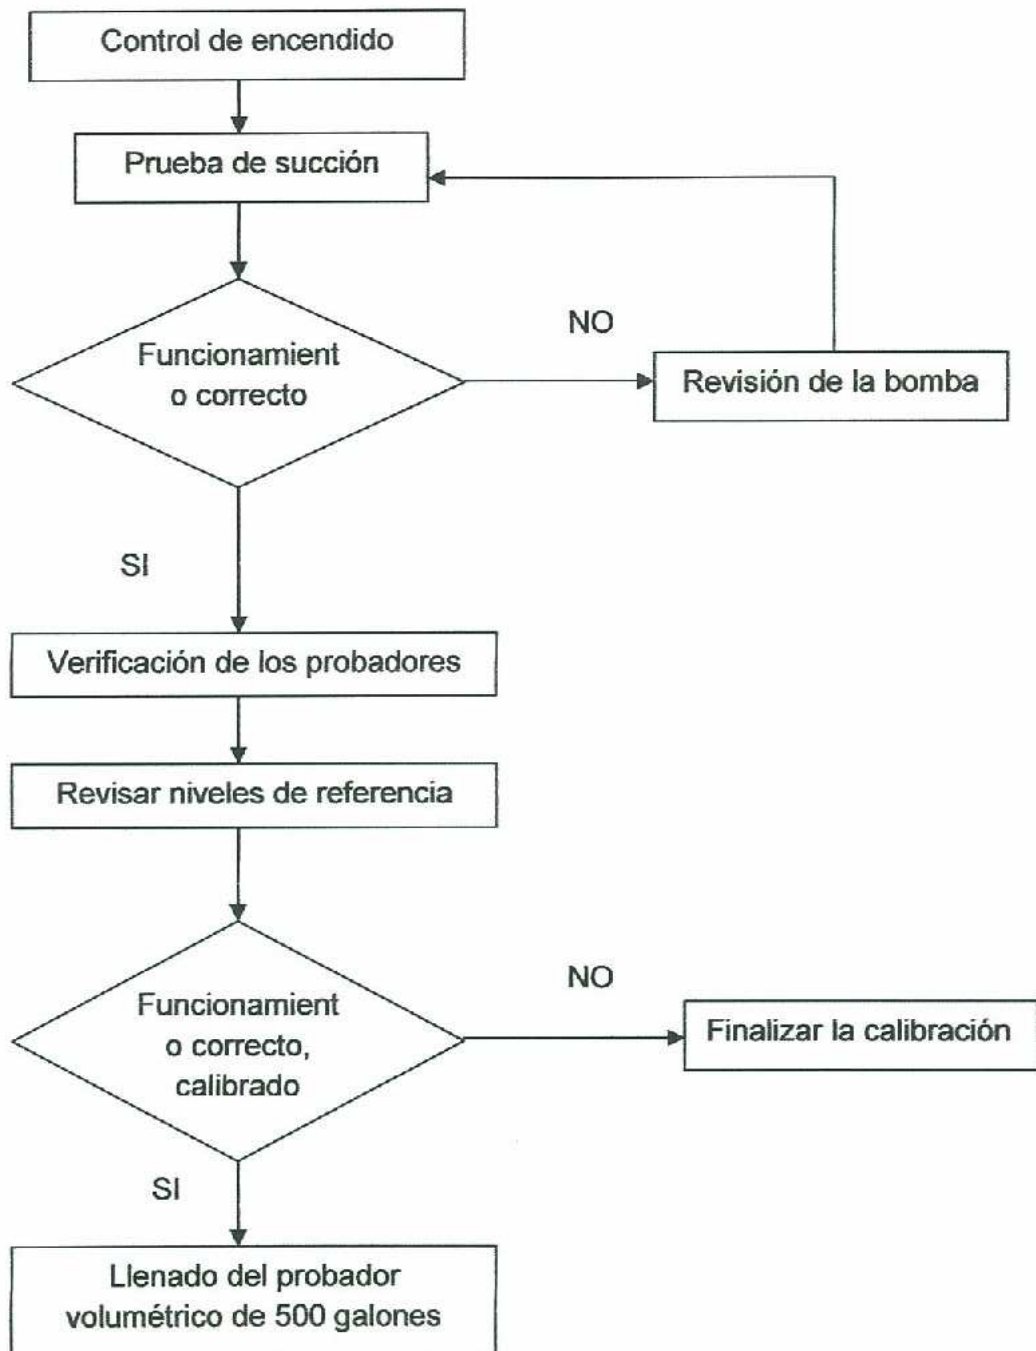 Control de encendido
Prueba de succión
Funcionamient
o correcto
NO
Revisión de la bomba
SI
Verificación de los probadores
Revisar niveles de referencia
Funcionamient
o correcto,
calibrado
NO
Finalizar la calibración
SI
Llenado del probador
volumétrico de 500 galones